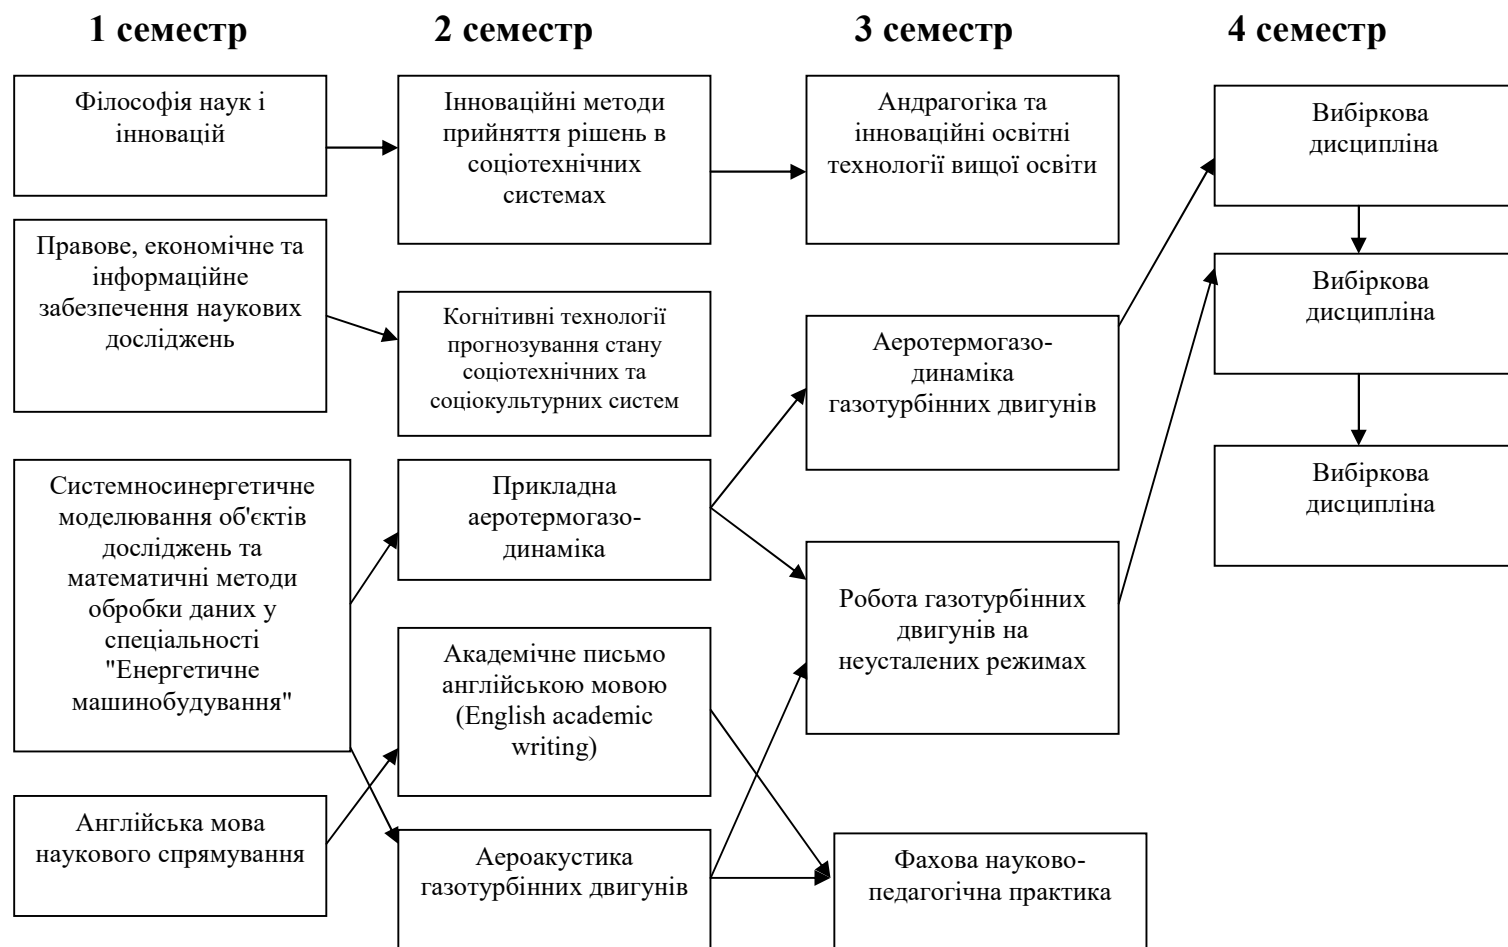 1 семестр
2 семестр
3 семестр
4 семестр
Філософія наук і
інновацій
Правове, економічне та
інформаційне
забезпечення наукових
досліджень
Системносинергетичне
моделювання об'єктів
досліджень та
математичні методи
обробки даних у
спеціальності
"Енергетичне
машинобудування"
Англійська мова
наукового спрямування
Інноваційні методи
прийняття рішень в
соціотехнічних
системах
Когнітивні технології
прогнозування стану
соціотехнічних та
соціокультурних систем
Прикладна
аеротермогазо-
динаміка
Академічне письмо
англійською мовою
(English academic
writing)
Аероакустика
газотурбінних двигунів
Андрагогіка та
інноваційні освітні
технології вищої освіти
Аеротермогазо-
динаміка
газотурбінних двигунів
Робота газотурбінних
двигунів на
неусталених режимах
Фахова науково-
педагогічна практика
Вибіркова
дисципліна
Вибіркова
дисципліна
Вибіркова
дисципліна